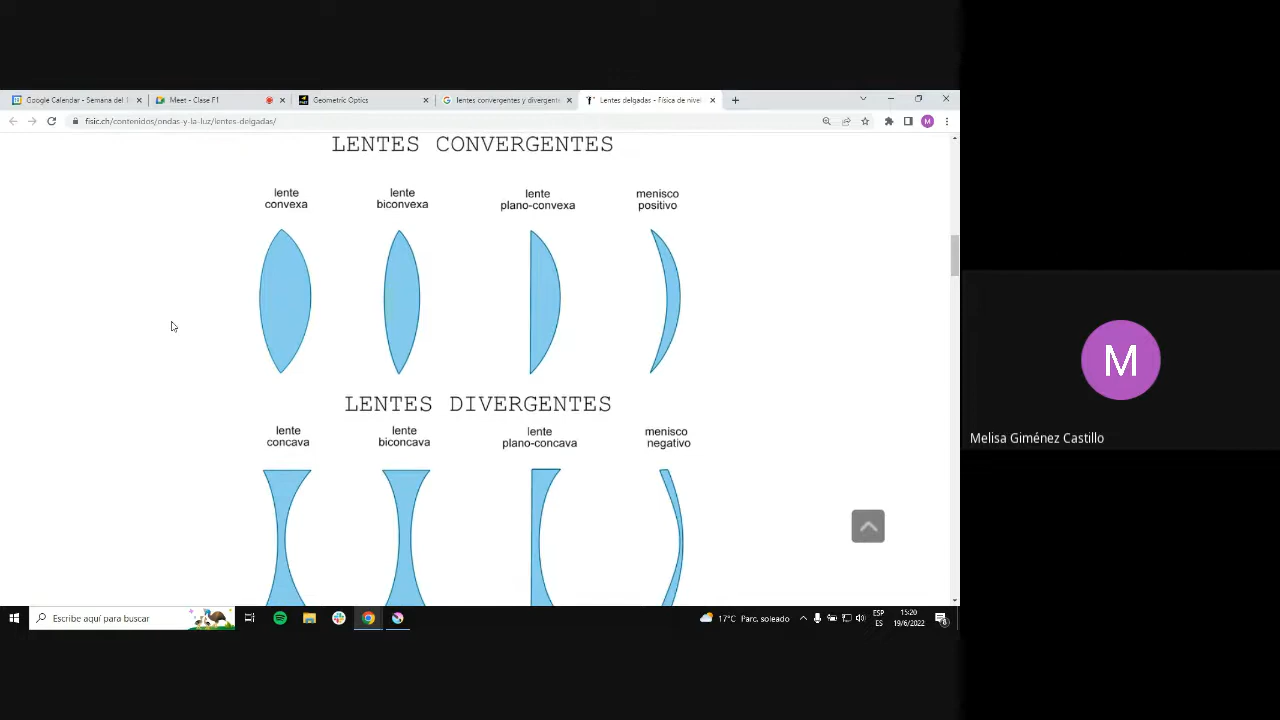 Google Calendar - Semana del 1
Meet - Clase F1
Geometric Optics
lentes convergentes y divergent
Lentes delgadas - Física de nive
fisic.ch/contenidos/ondas-y-la-luz/lentes-delgadas/
M
LENTES CONVERGENTES
lente
convexa
lente
biconvexa
lente
plano-convexa
menisco
positivo
LENTES DIVERGENTES
lente
concava
lente
biconcava
lente
plano-concava
menisco
negativo
M
Melisa Giménez Castillo
Escribe aquí para buscar
17°C Parc. soleado
ESP
ES
15:20
19/6/2022